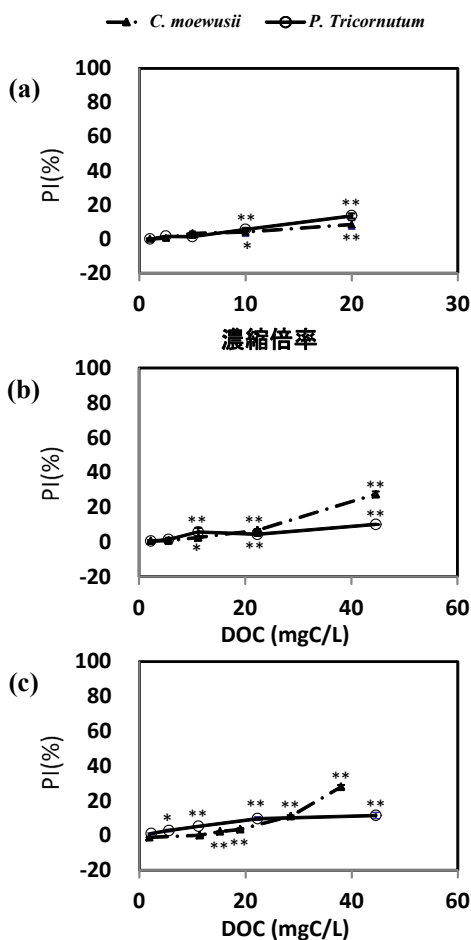 C. moewusii P. Tricornutum
(a)
PI(%)
100
80
60
40
20
0
-20
** **
* **
0 10 20 30
濃縮倍率
(b)
PI(%)
100
80
60
40
20
0
-20
** ** **
* ** **
0 20 40 60
DOC (mgC/L)
(c)
PI(%)
100
80
60
40
20
0
-20
* ** ** ** ** **
** **
0 20 40 60
DOC (mgC/L)